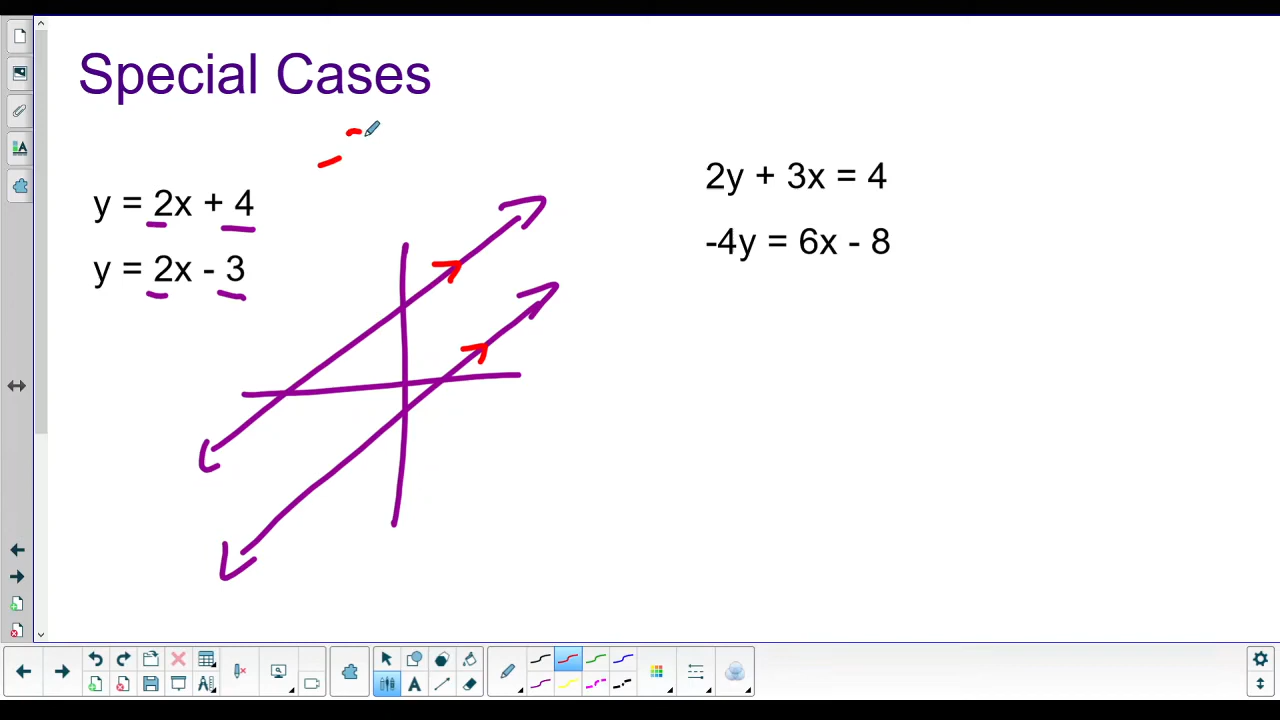 Special Cases
y = 2x + 4
y = 2x - 3
2y + 3x = 4
-4y = 6x - 8